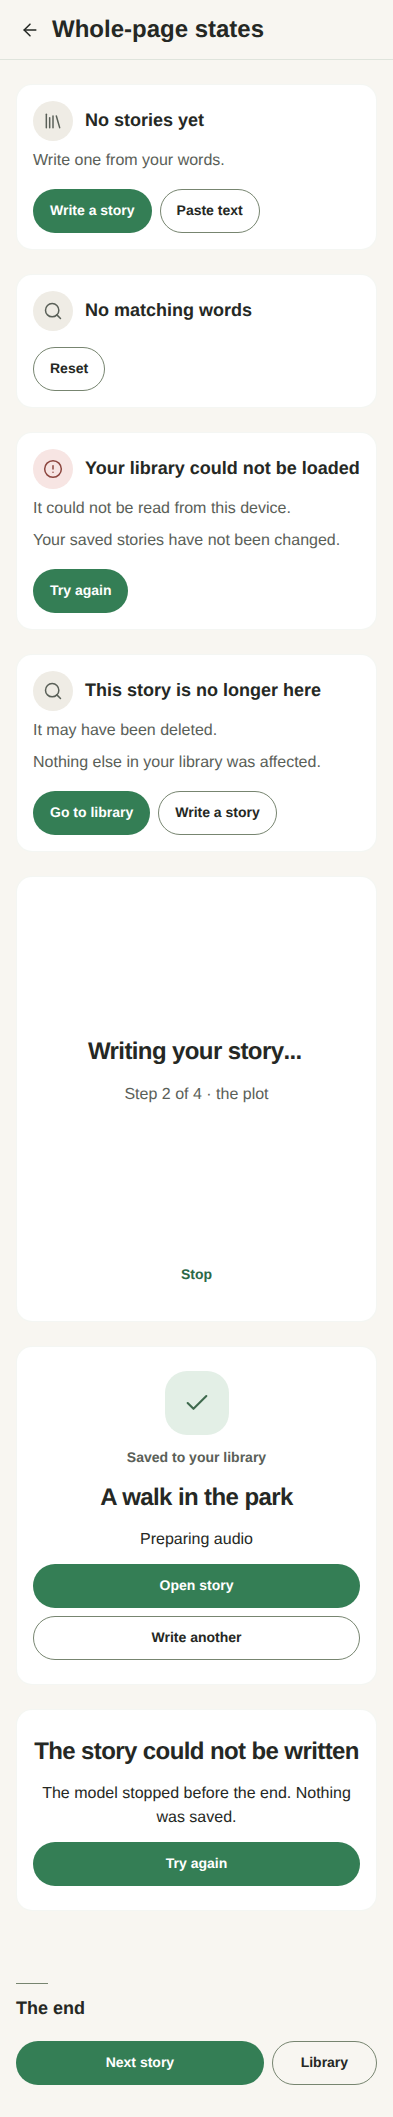 Whole-page states
No stories yet
Write one from your words.
Write a story
Paste text
No matching words
Reset
Your library could not be loaded
It could not be read from this device.
Your saved stories have not been changed.
Try again
This story is no longer here
It may have been deleted.
Nothing else in your library was affected.
Go to library
Write a story
Writing your story...
Step 2 of 4 · the plot
Stop
Saved to your library
A walk in the park
Preparing audio
Open story
Write another
The story could not be written
The model stopped before the end. Nothing
was saved.
Try again
The end
Next story
Library